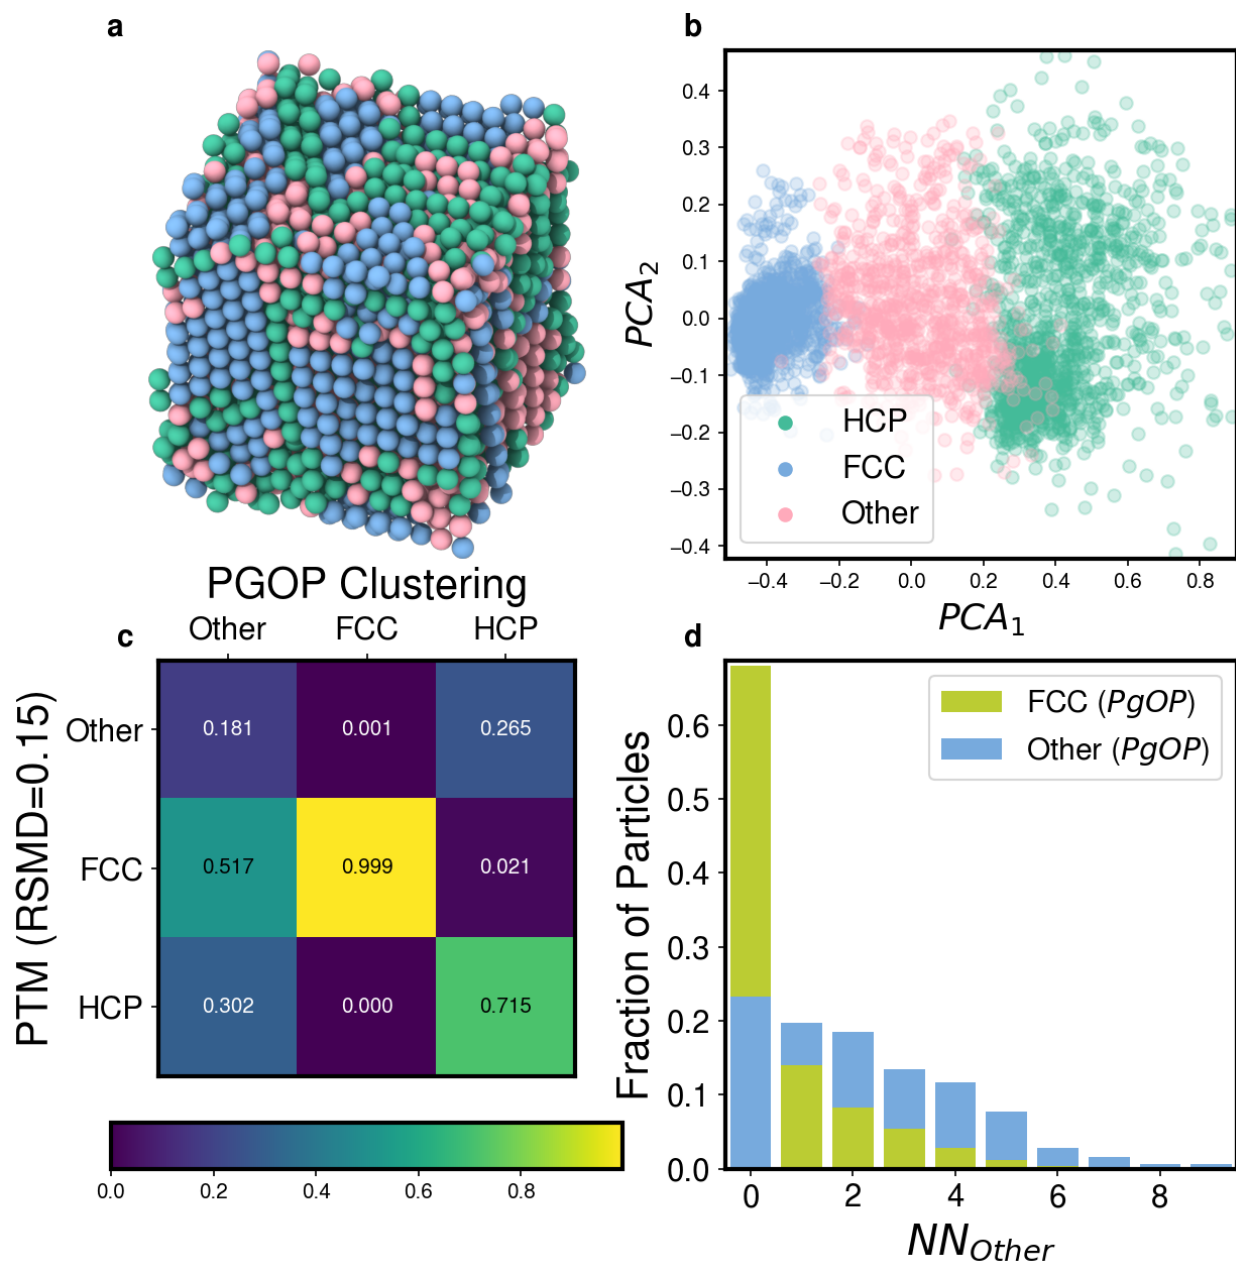 a
b
0.4
0.3
0.2
0.1
0.0
−0.1
−0.2
−0.3
−0.4
PCA2
HCP
FCC
Other
−0.4 −0.2 0.0 0.2 0.4 0.6 0.8
PCA1
c
PGOP Clustering
Other FCC HCP
PTM (RSMD=0.15)
Other 0.181 0.001 0.265
FCC 0.517 0.999 0.021
HCP 0.302 0.000 0.715
0.0 0.2 0.4 0.6 0.8
d
FCC (PgOP)
Other (PgOP)
Fraction of Particles
0.6
0.5
0.4
0.3
0.2
0.1
0.0
0 2 4 6 8
NNOther